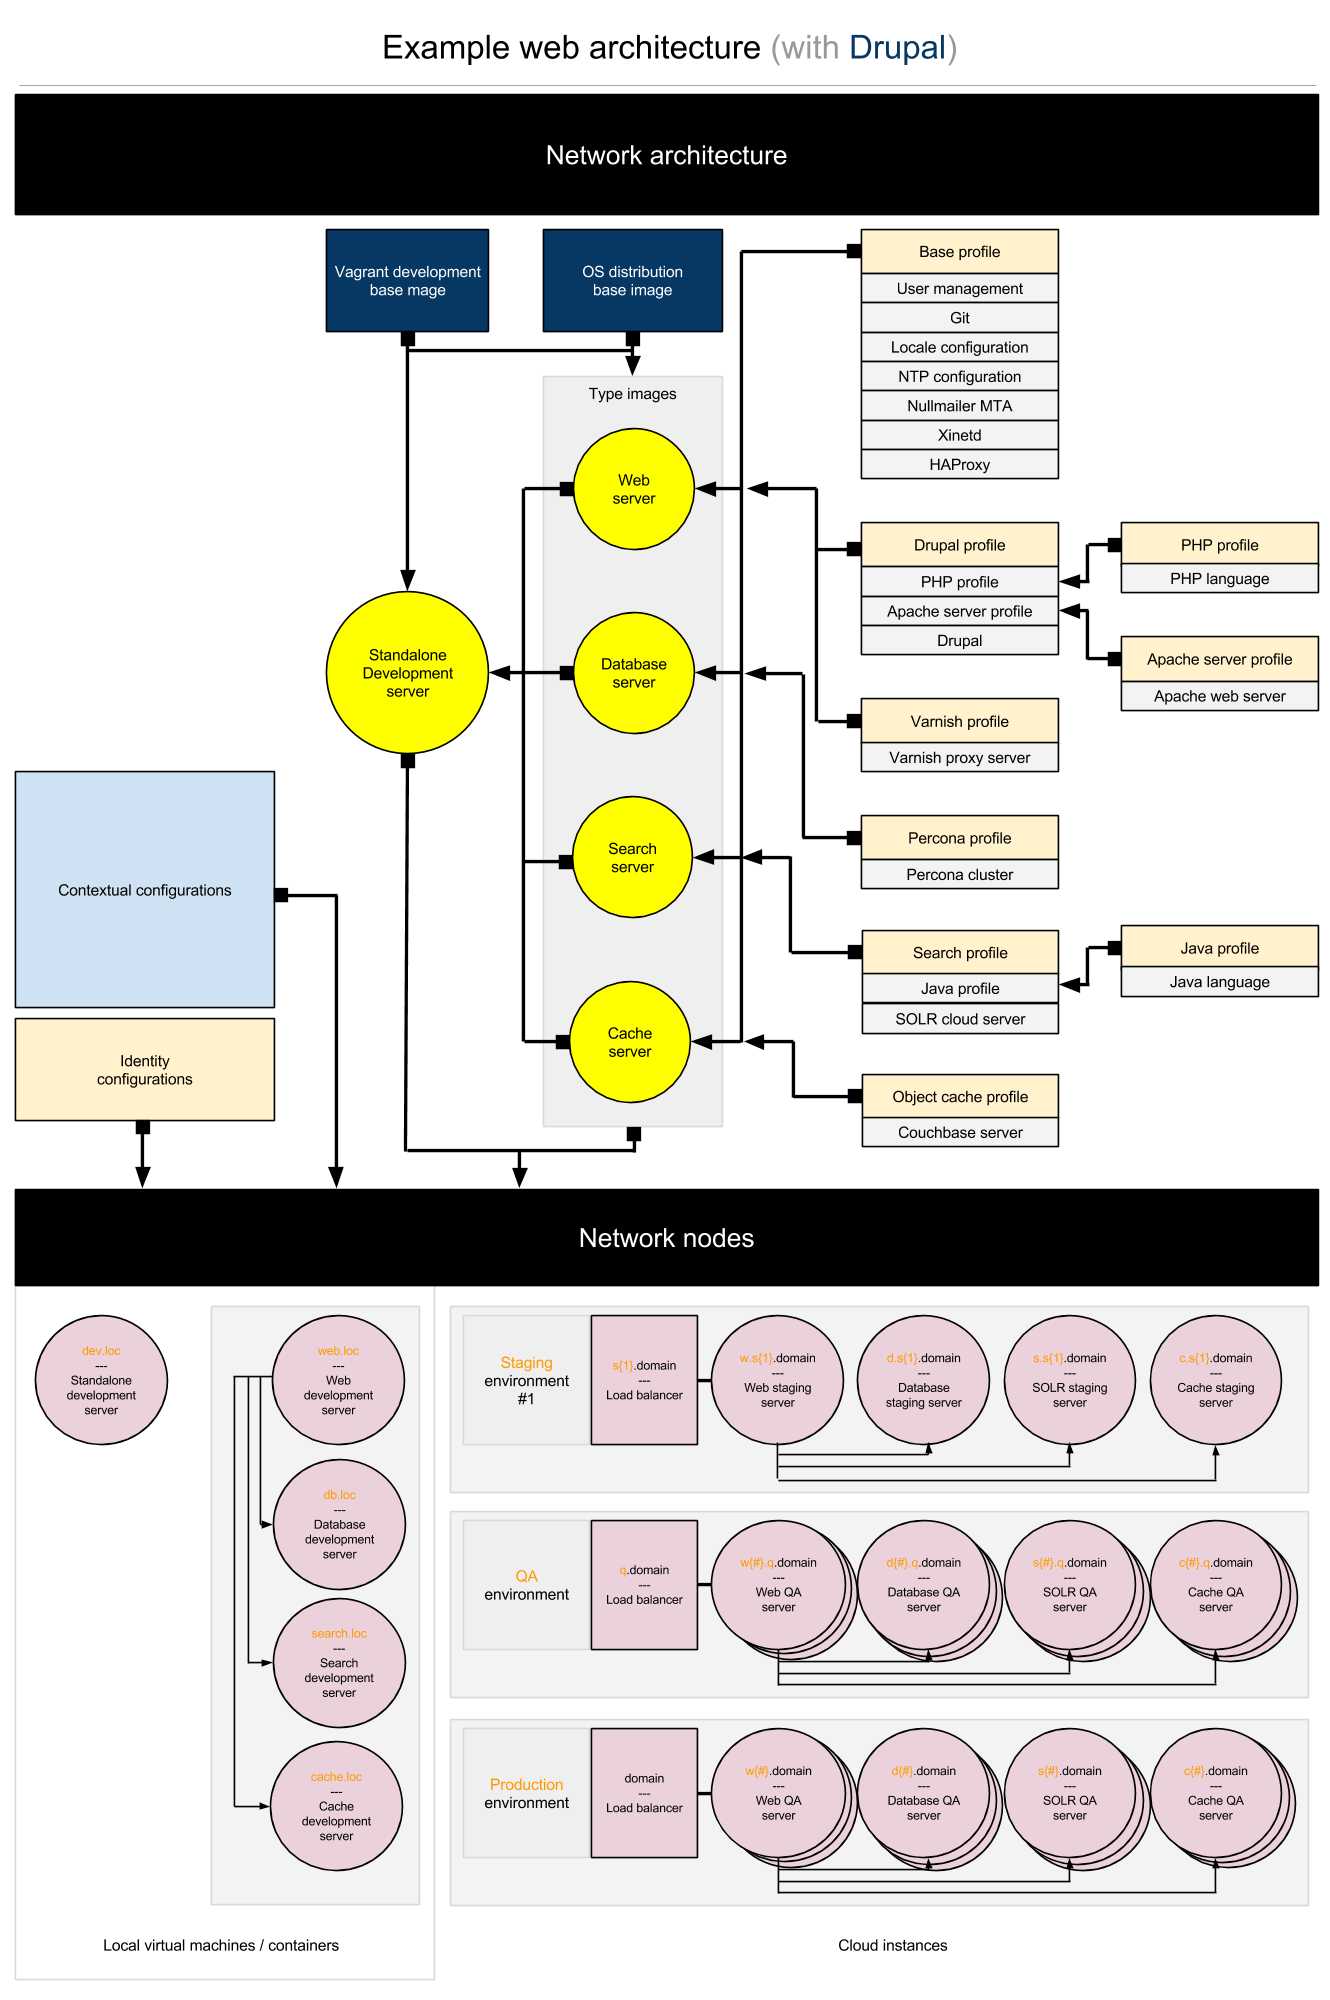 Example web architecture (with Drupal)
Network architecture
Vagrant development
base mage
OS distribution
base image
Type images
Web
server
Database
server
Search
server
Cache
server
Standalone
Development
server
Base profile
User management
Git
Locale configuration
NTP configuration
Nullmailer MTA
Xinetd
HAProxy
Drupal profile
PHP profile
Apache server profile
Drupal
PHP profile
PHP language
Apache server profile
Apache web server
Varnish profile
Varnish proxy server
Percona profile
Percona cluster
Search profile
Java profile
SOLR cloud server
Java profile
Java language
Object cache profile
Couchbase server
Contextual configurations
Identity
configurations
Network nodes
dev.loc
---
Standalone
development
server
web.loc
---
Web
development
server
db.loc
---
Database
development
server
search.loc
---
Search
development
server
cache.loc
---
Cache
development
server
Local virtual machines / containers
Staging
environment
#1
s{1}.domain
---
Load balancer
w.s{1}.domain
---
Web staging
server
d.s{1}.domain
---
Database
staging server
s.s{1}.domain
---
SOLR staging
server
c.s{1}.domain
---
Cache staging
server
QA
environment
q.domain
---
Load balancer
w{#}.q.domain
---
Web QA
server
d{#}.q.domain
---
Database QA
server
s{#}.q.domain
---
SOLR QA
server
c{#}.q.domain
---
Cache QA
server
Production
environment
domain
---
Load balancer
w{#}.domain
---
Web QA
server
d{#}.domain
---
Database QA
server
s{#}.domain
---
SOLR QA
server
c{#}.domain
---
Cache QA
server
Cloud instances